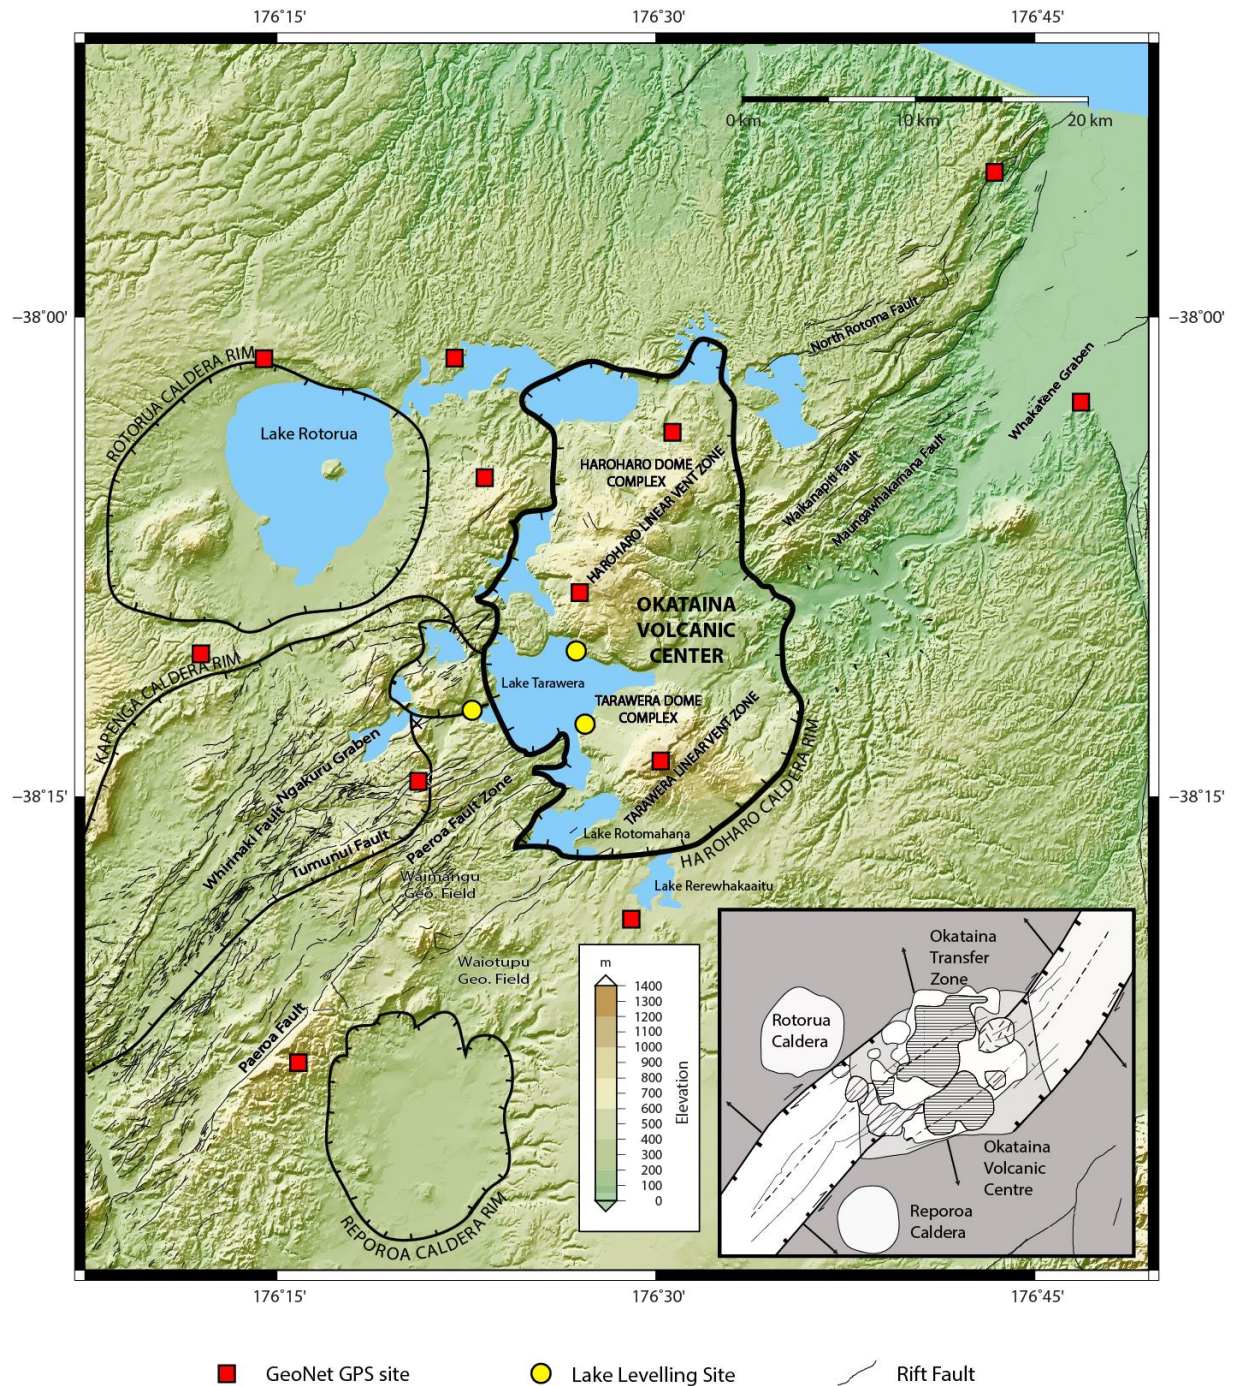 176°15'
176°30'
176°45'
0 km
10 km
20 km
−38°00'
−38°00'
North Rotoma Fault
ROTORUA CALDERA RIM
Whakatene Graben
Lake Rotorua
HAROHARO DOME
COMPLEX
HAROHARO LINEAR VENT ZONE
Waikanapiti Fault
Maungawhakamana Fault
OKATAINA
VOLCANIC
CENTER
KAPENGA CALDERA RIM
Lake Tarawera
TARAWERA DOME
COMPLEX
TARAWERA LINEAR VENT ZONE
Ngakuru Graben
−38°15'
−38°15'
Whirinaki Fault
Tumunui Fault
Paeroa Fault Zone
Lake Rotomahana
HAROHARO CALDERA RIM
Waimangu
Geo. Field
Lake Rerewhakaaitu
Waiotupu
Geo. Field
Paeroa Fault
REPOROA CALDERA RIM
m
1400
1300
1200
1100
1000
900
800
700
600
500
400
300
200
100
0
Elevation
Okataina
Transfer
Zone
Rotorua
Caldera
Okataina
Volcanic
Centre
Reporoa
Caldera
176°15'
176°30'
176°45'
GeoNet GPS site
Lake Levelling Site
Rift Fault